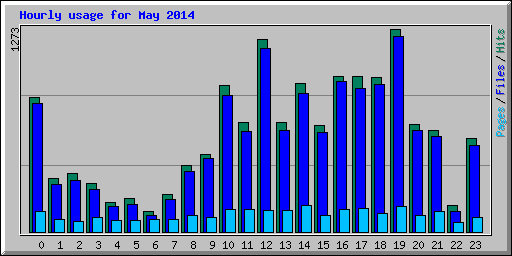 Hourly usage for May 2014
1273
Pages / Files / Hits
0 1 2 3 4 5 6 7 8 9 10 11 12 13 14 15 16 17 18 19 20 21 22 23